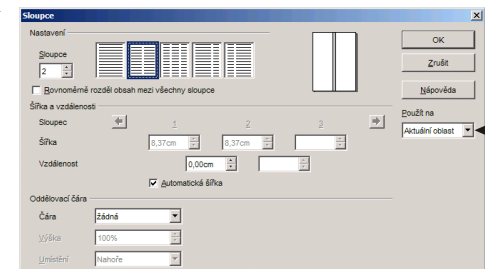 Sloupce
Nastavení
Sloupce
2
Rovnoměrně rozděl obsah mezi všechny sloupce
Šířka a vzdálenosti
Sloupec 1 2 3
Šířka 8,37cm 8,37cm
Vzdálenost 0,00cm
Automatická šířka
Oddělovací čára
Čára žádná
Výška 100%
Umístění Nahoře
OK
Zrušit
Nápověda
Použít na
Aktuální oblast